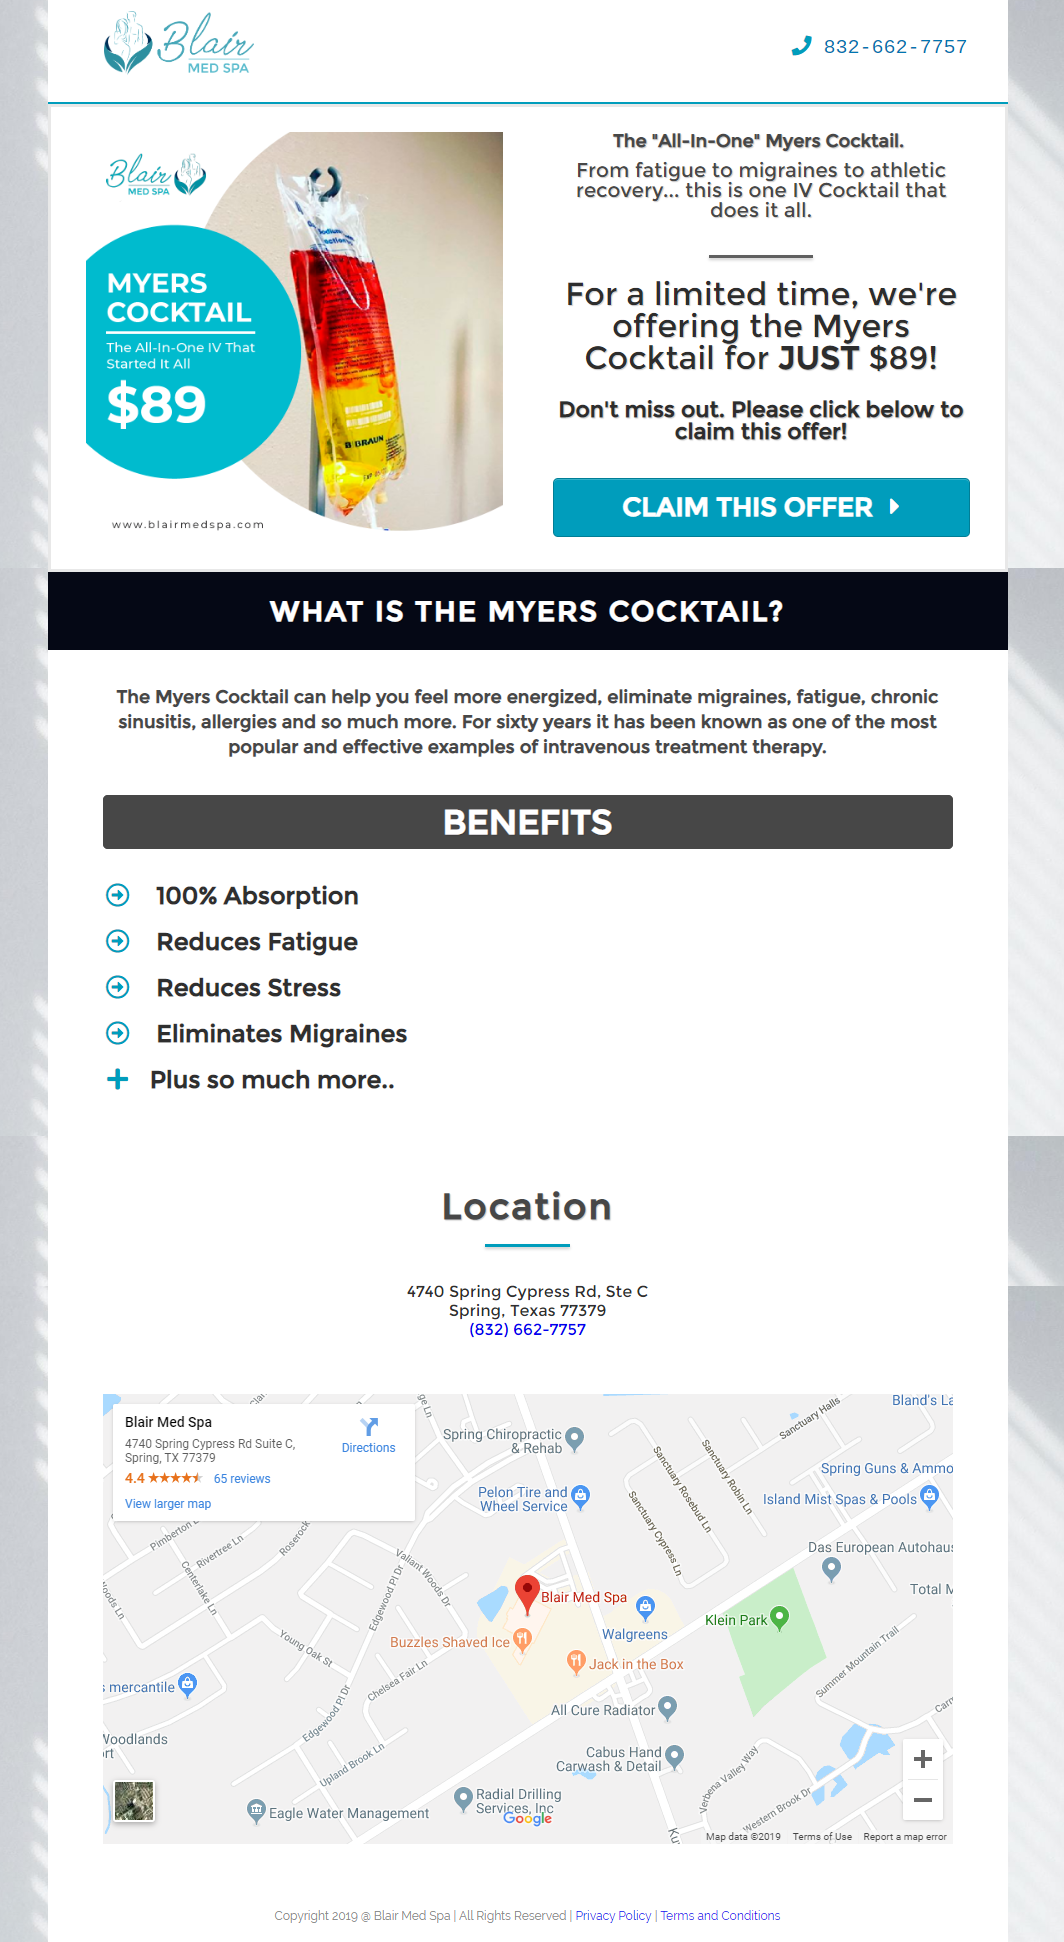 Blair
MED SPA
832-662-7757
Blair
MED SPA
MYERS
COCKTAIL
The All-In-One IV That
Started It All
$89
www.blairmedspa.com
B|BRAUN
The "All-In-One" Myers Cocktail.
From fatigue to migraines to athletic
recovery... this is one IV Cocktail that
does it all.
For a limited time, we're
offering the Myers
Cocktail for JUST $89!
Don't miss out. Please click below to
claim this offer!
CLAIM THIS OFFER
WHAT IS THE MYERS COCKTAIL?
The Myers Cocktail can help you feel more energized, eliminate migraines, fatigue, chronic
sinusitis, allergies and so much more. For sixty years it has been known as one of the most
popular and effective examples of intravenous treatment therapy.
BENEFITS
100% Absorption
Reduces Fatigue
Reduces Stress
Eliminates Migraines
Plus so much more..
Location
4740 Spring Cypress Rd, Ste C
Spring, Texas 77379
(832) 662-7757
Blair Med Spa
4740 Spring Cypress Rd Suite C,
Spring, TX 77379
Directions
4.4
65 reviews
View larger map
ge Ln
Bland's La
Sanctuary Halls
Spring Chiropractic
& Rehab
Sanctuary Robin Ln
Sanctuary Rosebud Ln
Spring Guns & Ammo
Pelon Tire and
Wheel Service
Island Mist Spas & Pools
Sanctuary Cypress Ln
Pimberton
Rivertree Ln
Roserock
Das European Autohaus
Valiant Woods Dr
Centerlake Ln
Edgewood Pl Dr
Total M
oods Ln
Blair Med Spa
Walgreens
Klein Park
Young Oak St
Buzzles Shaved Ice
Jack in the Box
Summer Mountain Trail
Chelsea Fair Ln
s mercantile
Edgewood Pl Dr
All Cure Radiator
Carn
Woodlands
rt
Upland Brook Ln
Cabus Hand
Carwash & Detail
Verbena Valley Way
Western Brook Dr
Radial Drilling
Services, Inc
Eagle Water Management
Google
Ku
Map data ©2019 Terms of Use Report a map error
Copyright 2019 @ Blair Med Spa | All Rights Reserved | Privacy Policy | Terms and Conditions